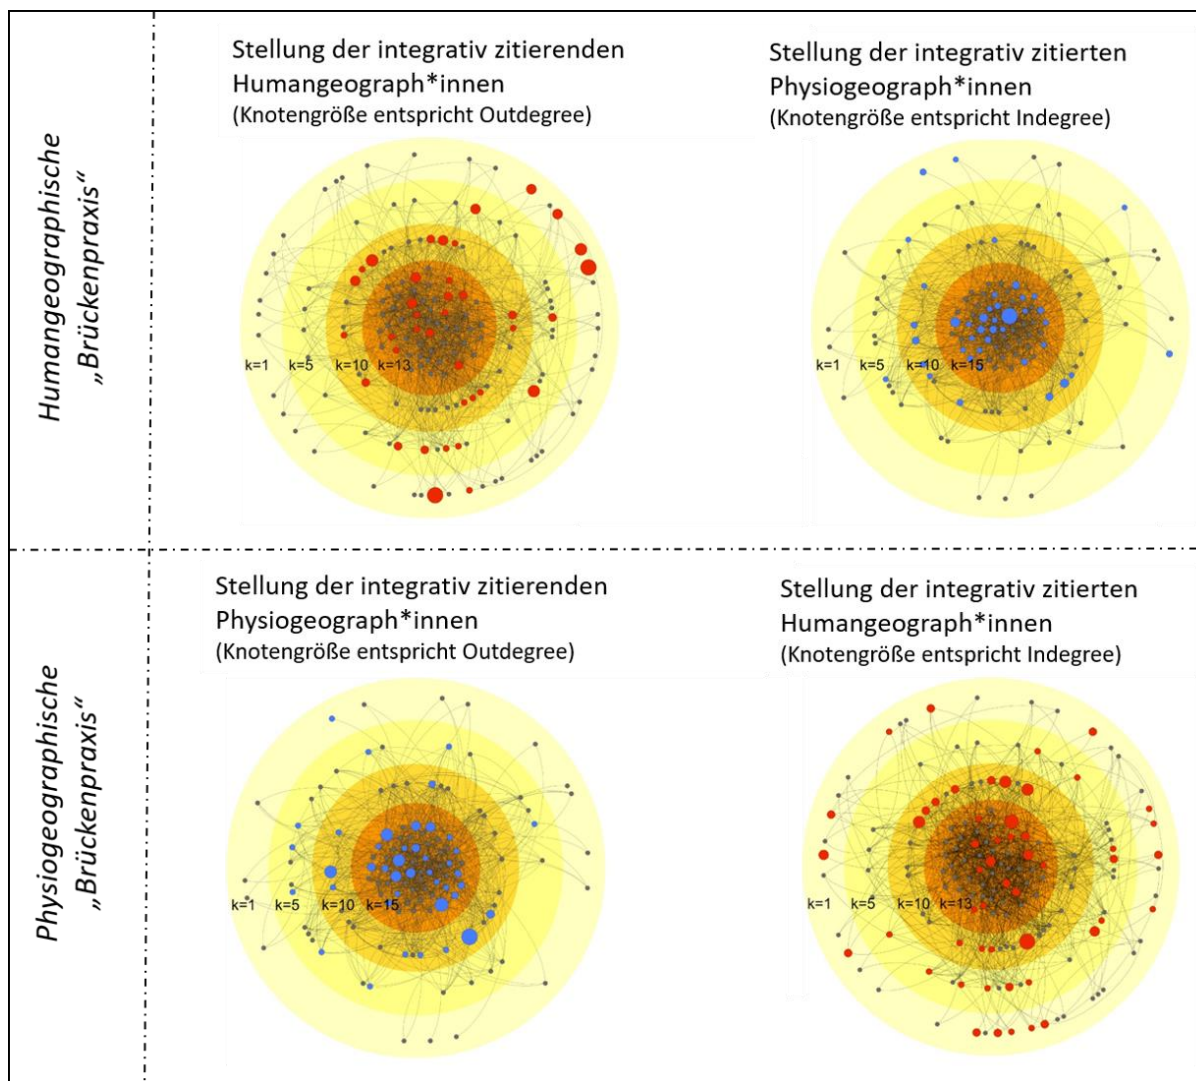 Humangeographische
„Brückenpraxis“
Stellung der integrativ zitierenden
Humangeograph*innen
(Knotengröße entspricht Outdegree)
k=1 k=5 k=10 k=13
Stellung der integrativ zitierten
Physiogeograph*innen
(Knotengröße entspricht Indegree)
k=1 k=5 k=10 k=15
Physiogeographische
„Brückenpraxis“
Stellung der integrativ zitierenden
Physiogeograph*innen
(Knotengröße entspricht Outdegree)
k=1 k=5 k=10 k=15
Stellung der integrativ zitierten
Humangeograph*innen
(Knotengröße entspricht Indegree)
k=1 k=5 k=10 k=13